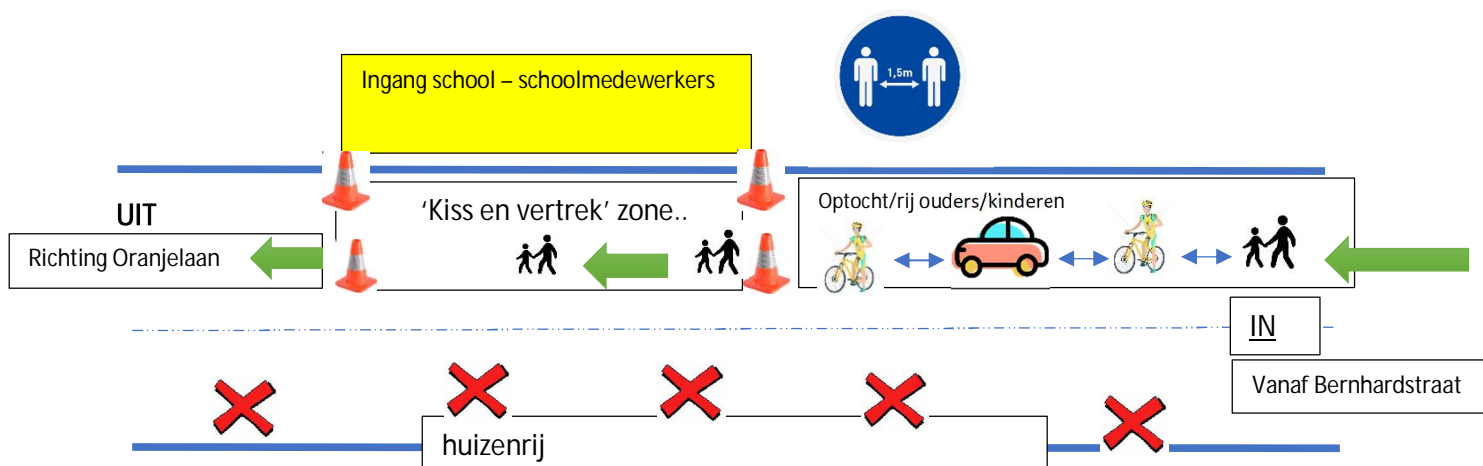 Ingang school – schoolmedewerkers
1,5m
UIT
Richting Oranjelaan
'Kiss en vertrek' zone..
Optocht/rij ouders/kinderen
IN
Vanaf Bernhardstraat
huizenrij